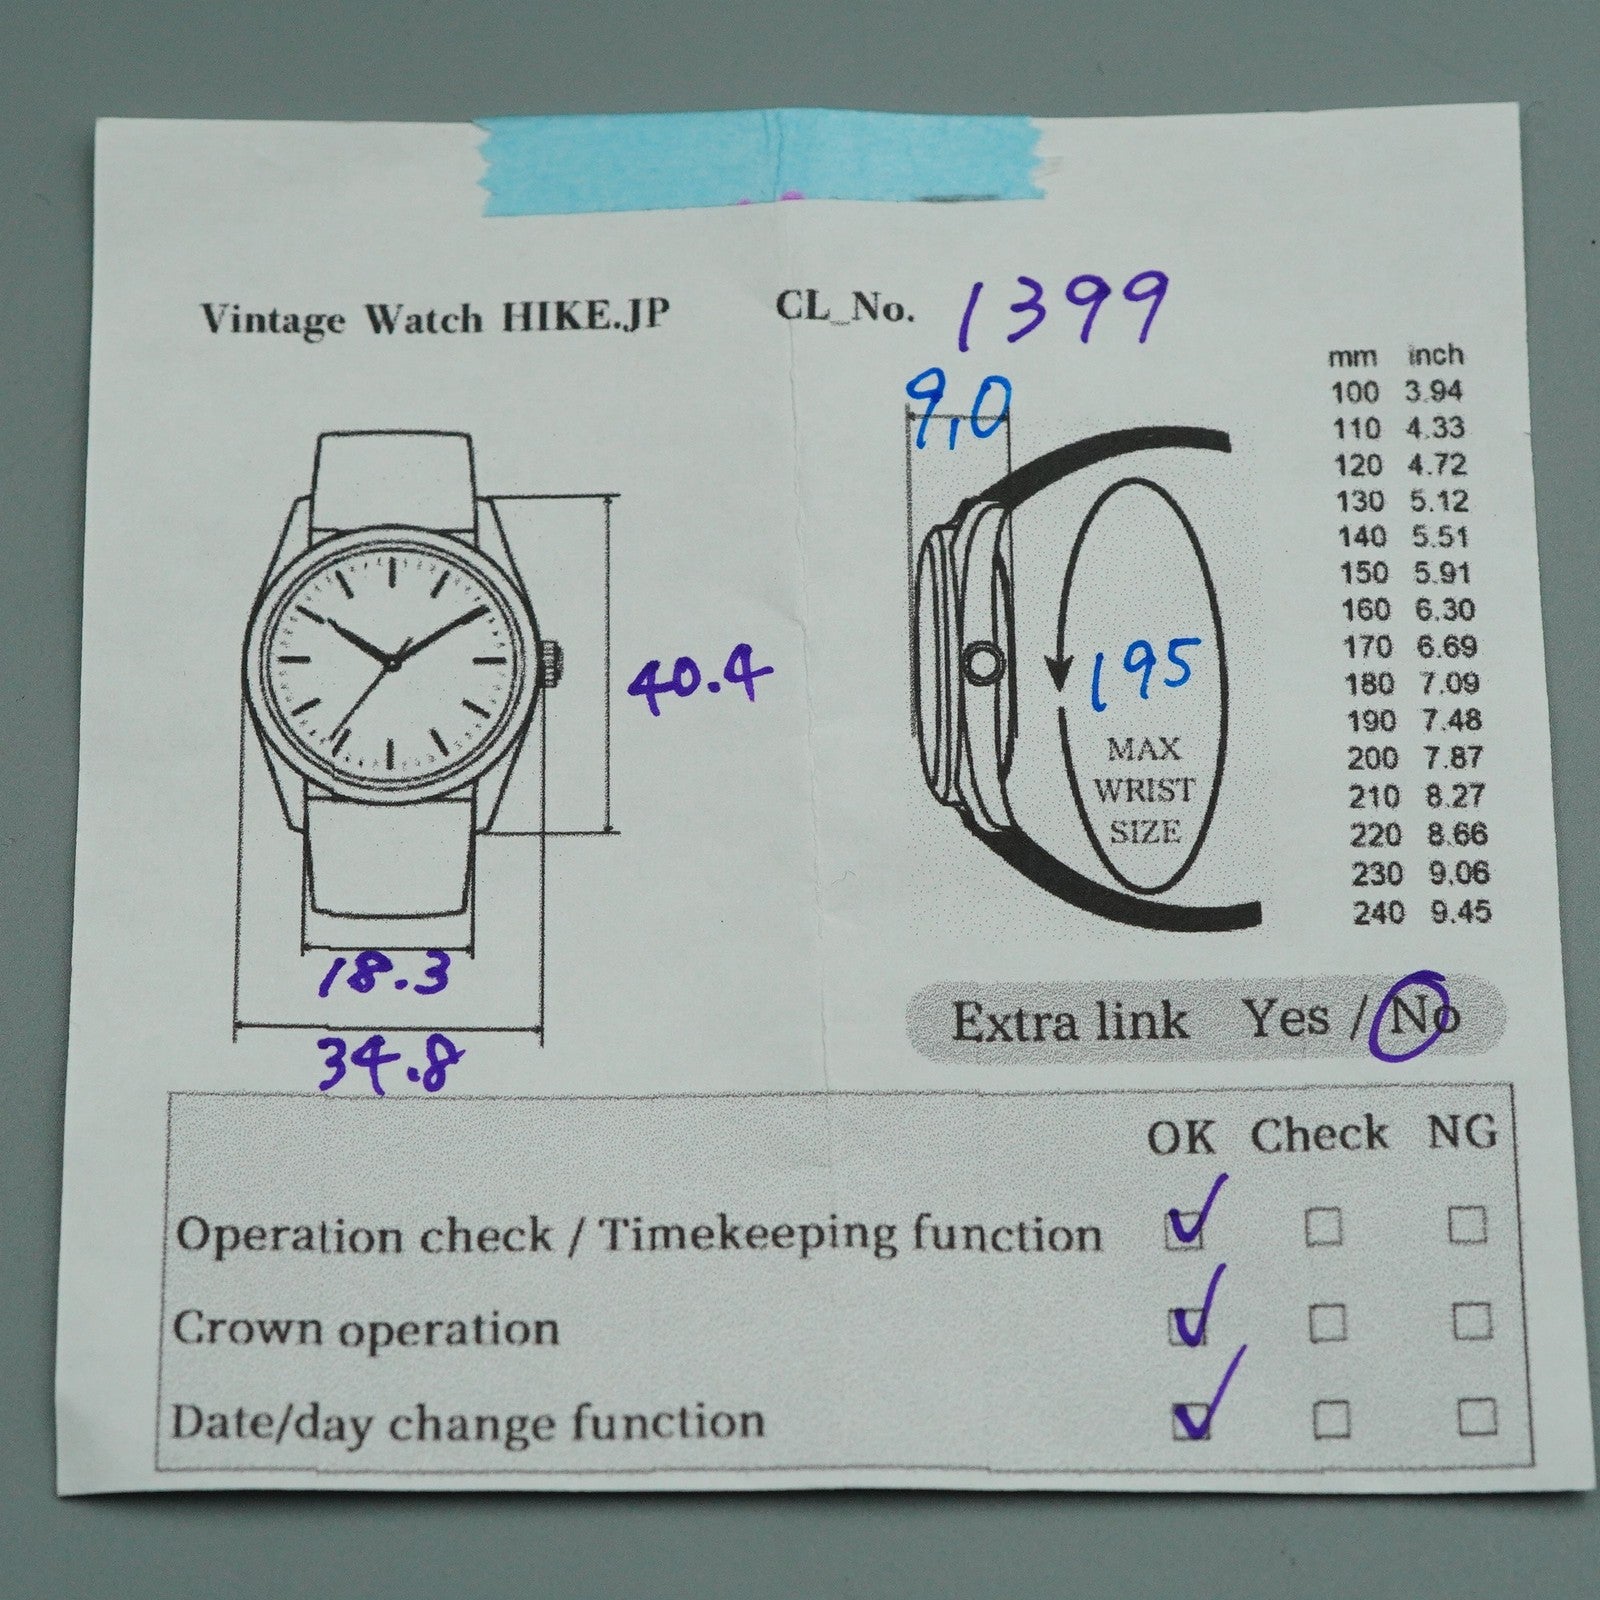 Vintage Watch HIKE.JP
CL_No. 1399
9,0
40.4
18.3
34.8
195
MAX
WRIST
SIZE
mm inch
100 3.94
110 4.33
120 4.72
130 5.12
140 5.51
150 5.91
160 6.30
170 6.69
180 7.09
190 7.48
200 7.87
210 8.27
220 8.66
230 9.06
240 9.45
Extra link Yes / No
OK Check NG
Operation check / Timekeeping function
Crown operation
Date/day change function